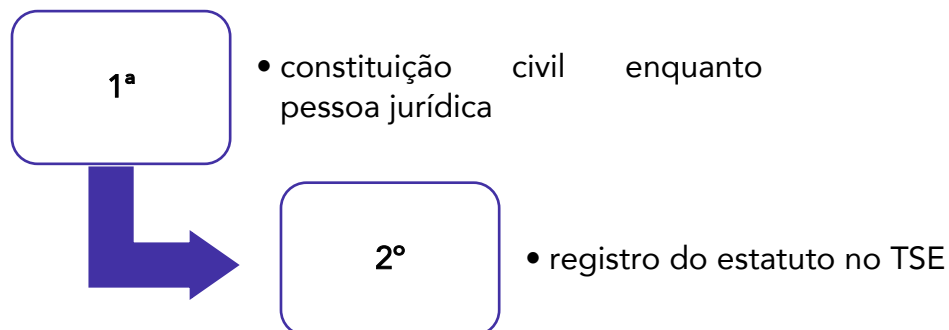 1ª
• constituição civil enquanto
pessoa jurídica
2º
• registro do estatuto no TSE